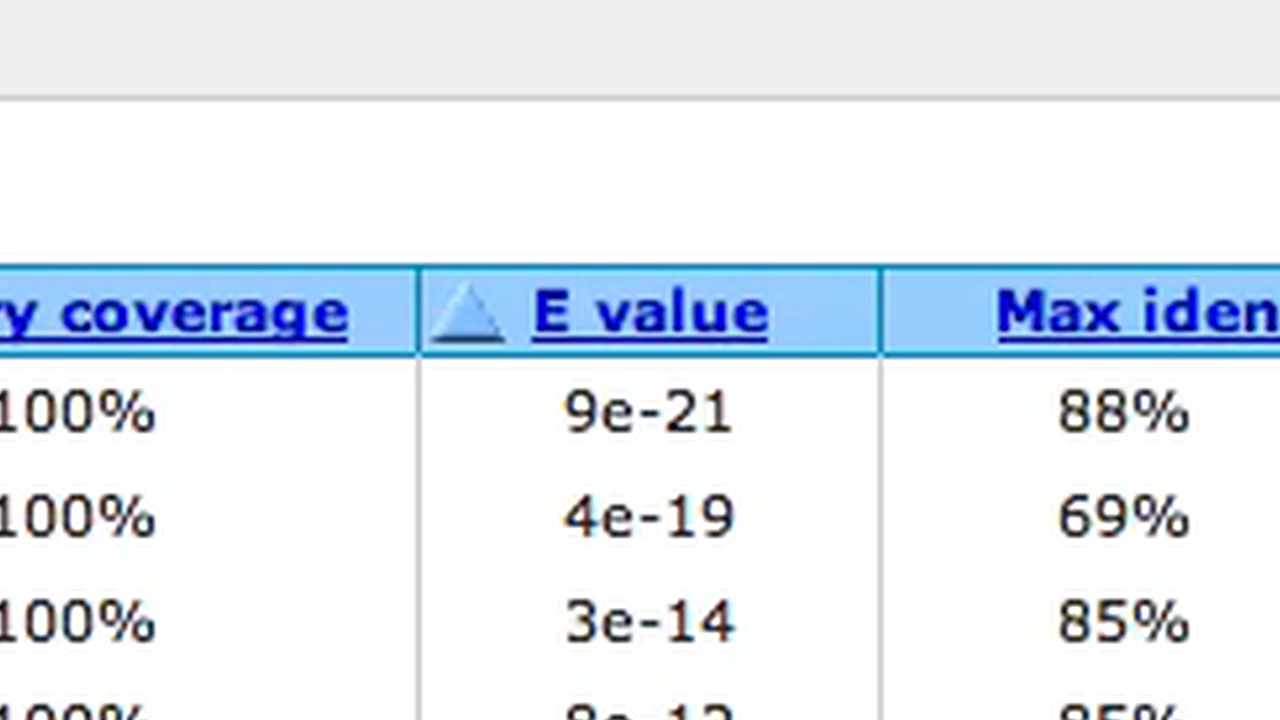 y coverage E value Max iden
100% 9e-21 88%
100% 4e-19 69%
100% 3e-14 85%